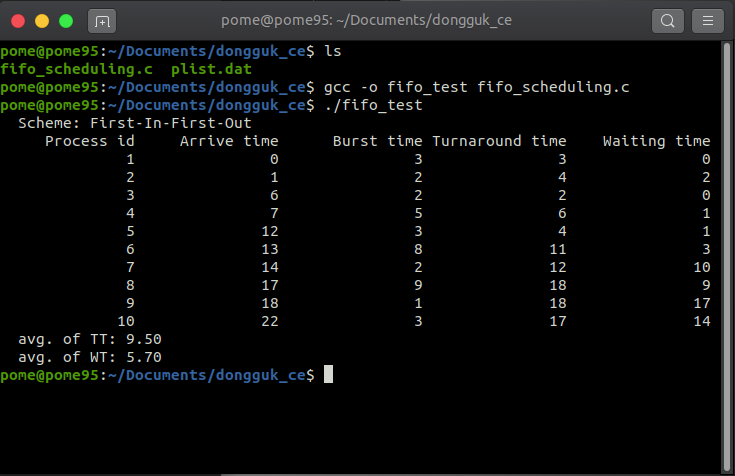 pome@pome95: ~/Documents/dongguk_ce
pome@pome95:~/Documents/dongguk_ce$ ls
fifo_scheduling.c  plist.dat
pome@pome95:~/Documents/dongguk_ce$ gcc -o fifo_test fifo_scheduling.c
pome@pome95:~/Documents/dongguk_ce$ ./fifo_test
Scheme: First-In-First-Out
Process id Arrive time Burst time Turnaround time Waiting time
1 0 3 3 0
2 1 2 4 2
3 6 2 2 0
4 7 5 6 1
5 12 3 4 1
6 13 8 11 3
7 14 2 12 10
8 17 9 18 9
9 18 1 18 17
10 22 3 17 14
avg. of TT: 9.50
avg. of WT: 5.70
pome@pome95:~/Documents/dongguk_ce$